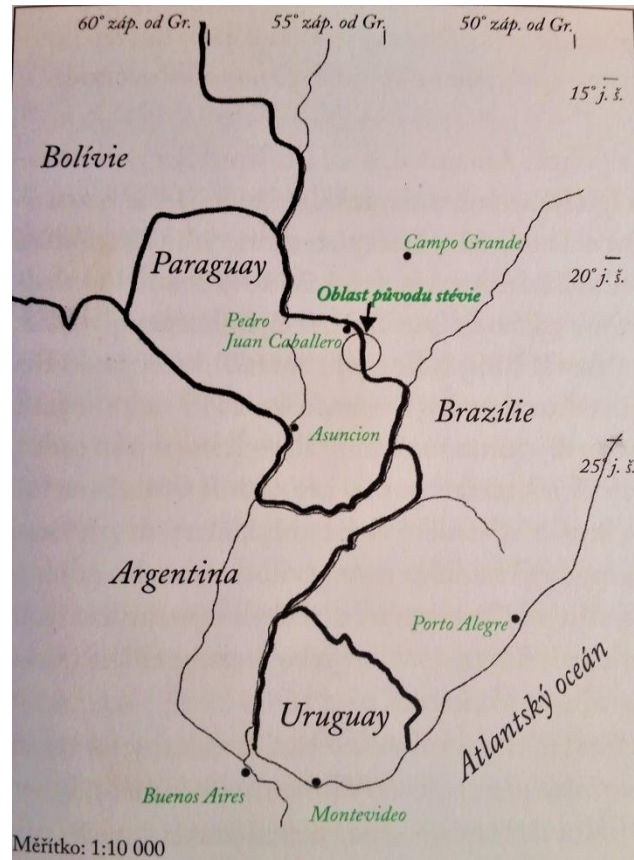 60° záp. od Gr. 55° záp. od Gr. 50° záp. od Gr.
15° j. š.
Bolívie
Campo Grande
Paraguay
20° j. š.
Oblast původu stévie
Pedro
Juan Caballero
Brazílie
Asuncion
25° j. š.
Argentina
Porto Alegre
Uruguay
Atlantský oceán
Buenos Aires
Montevideo
Měřítko: 1:10 000